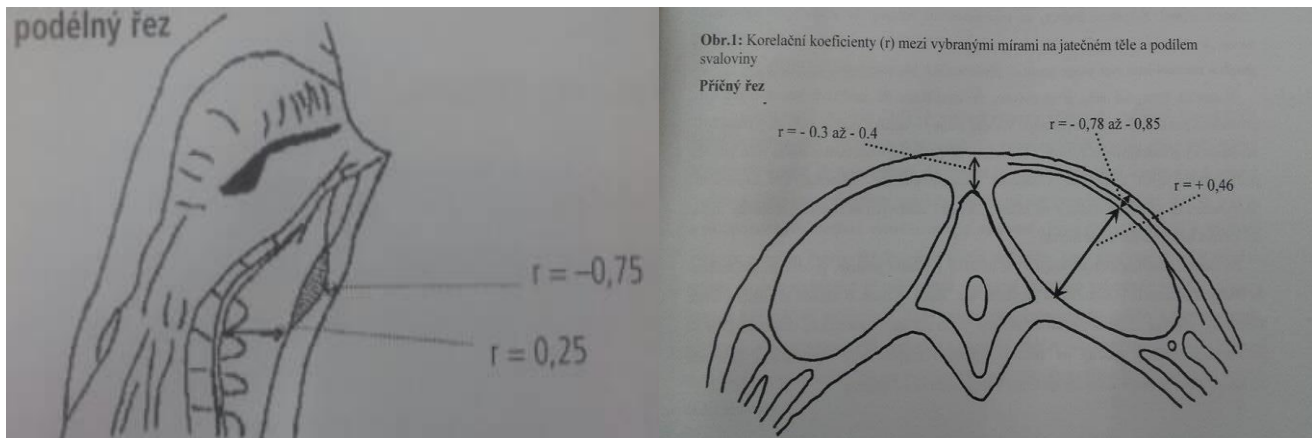 podélný řez
r = –0,75
r = 0,25
Obr.1: Korelační koeficienty (r) mezi vybranými mírami na jatečném těle a podílem
svaloviny
Příčný řez
r = - 0.3 až - 0.4
r = - 0,78 až - 0,85
r = + 0,46